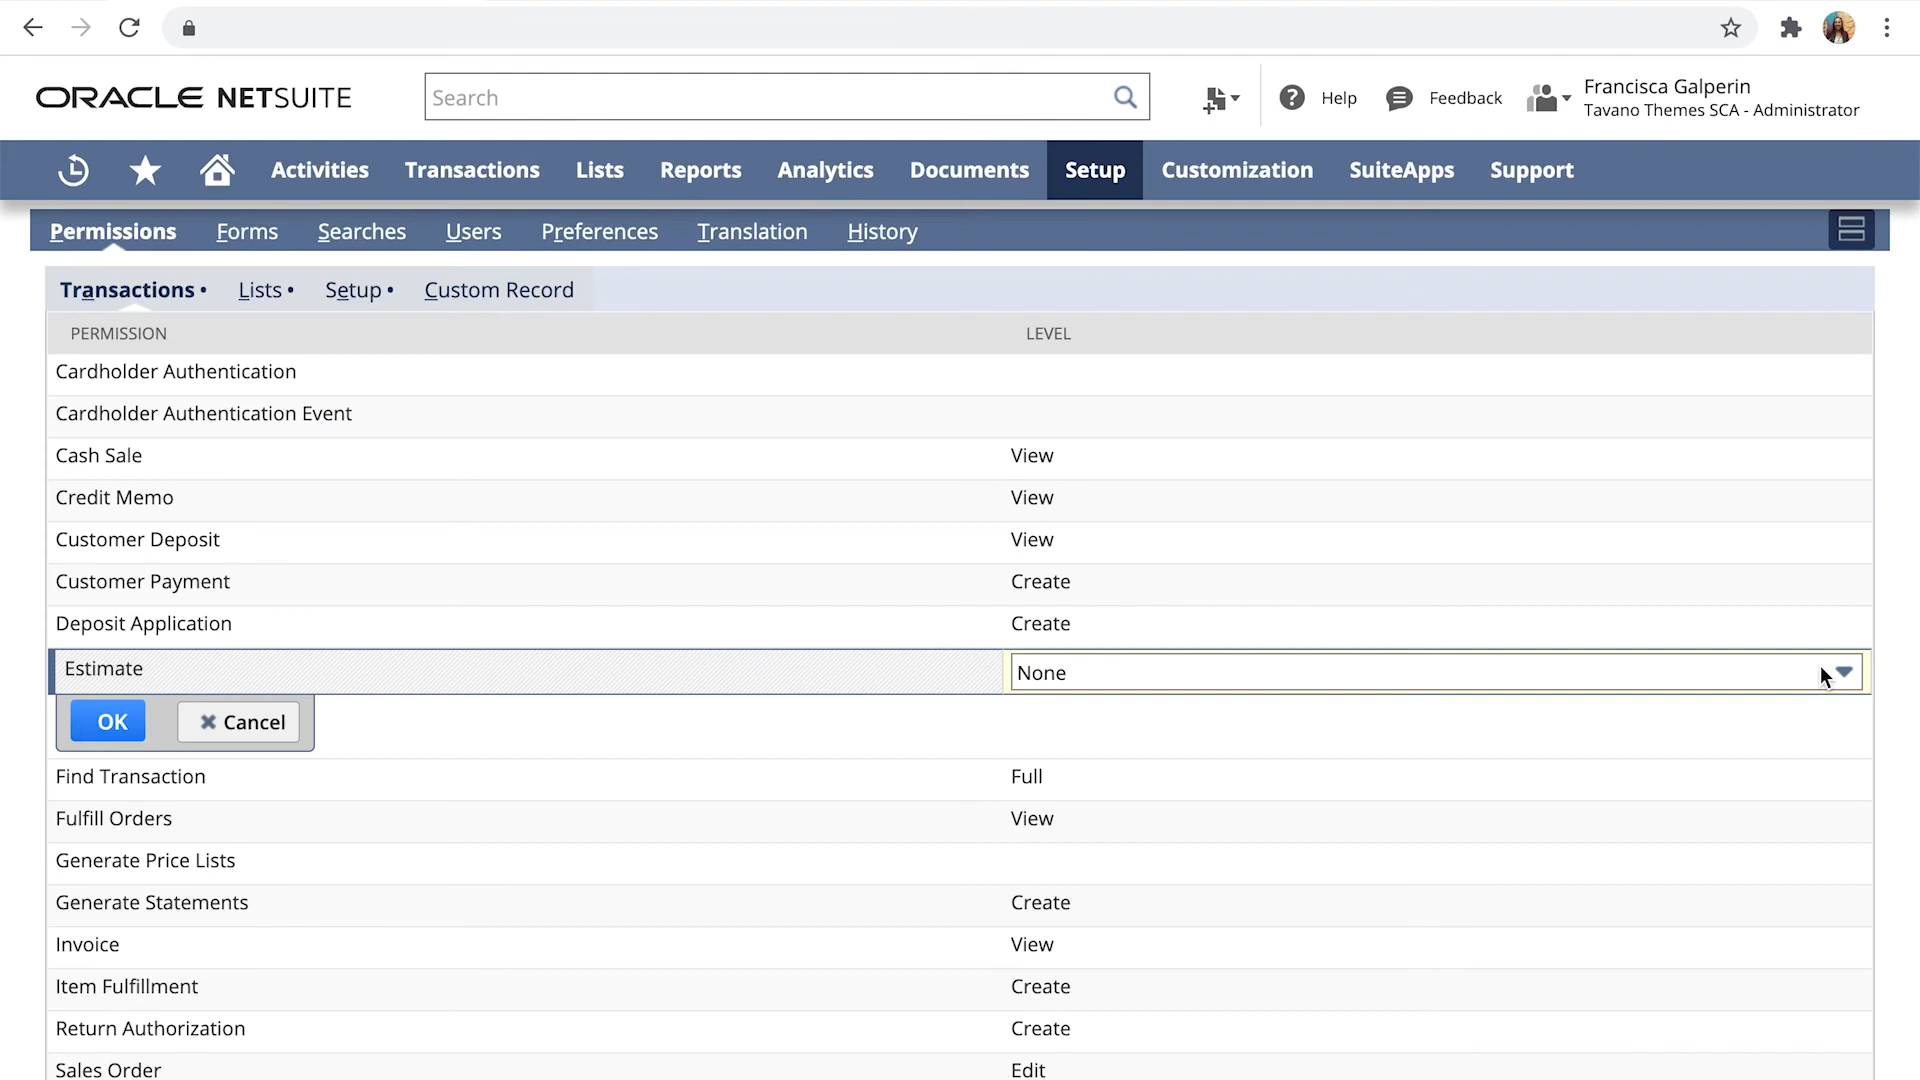 ORACLE NETSUITE
Search
Help
Feedback
Francisca Galperin
Tavano Themes SCA - Administrator
Activities
Transactions
Lists
Reports
Analytics
Documents
Setup
Customization
SuiteApps
Support
Permissions
Forms
Searches
Users
Preferences
Translation
History
Transactions •
Lists •
Setup •
Custom Record
PERMISSION LEVEL
Cardholder Authentication
Cardholder Authentication Event
Cash Sale View
Credit Memo View
Customer Deposit View
Customer Payment Create
Deposit Application Create
Estimate None
OK
Cancel
Find Transaction Full
Fulfill Orders View
Generate Price Lists
Generate Statements Create
Invoice View
Item Fulfillment Create
Return Authorization Create
Sales Order Edit